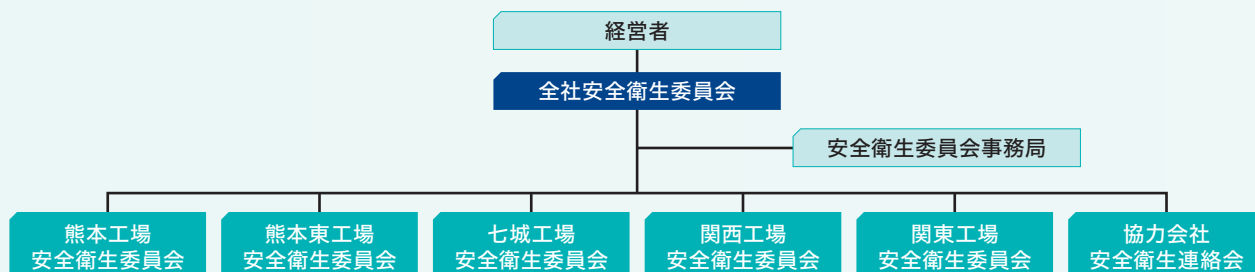 経営者
全社安全衛生委員会
安全衛生委員会事務局
熊本工場
安全衛生委員会
熊本東工場
安全衛生委員会
七城工場
安全衛生委員会
関西工場
安全衛生委員会
関東工場
安全衛生委員会
協力会社
安全衛生連絡会